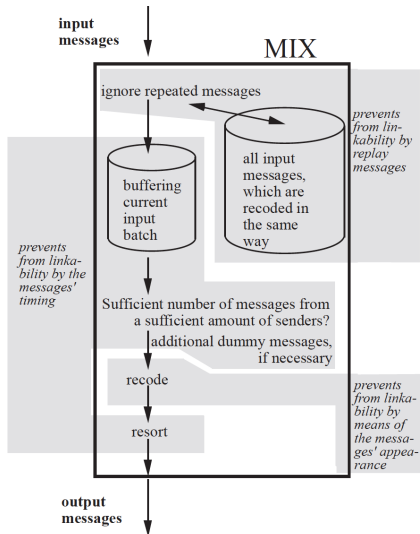 input
messages
MIX
ignore repeated messages
prevents
from lin-
kability by
replay
messages
all input
messages,
which are
recoded in
the same
way
buffering
current
input
batch
prevents
from linka-
bility by the
messages'
timing
Sufficient number of messages from
a sufficient amount of senders?
additional dummy messages,
if necessary
recode
prevents
from linka-
bility by
means of
the messa-
ges' appea-
rance
resort
output
messages